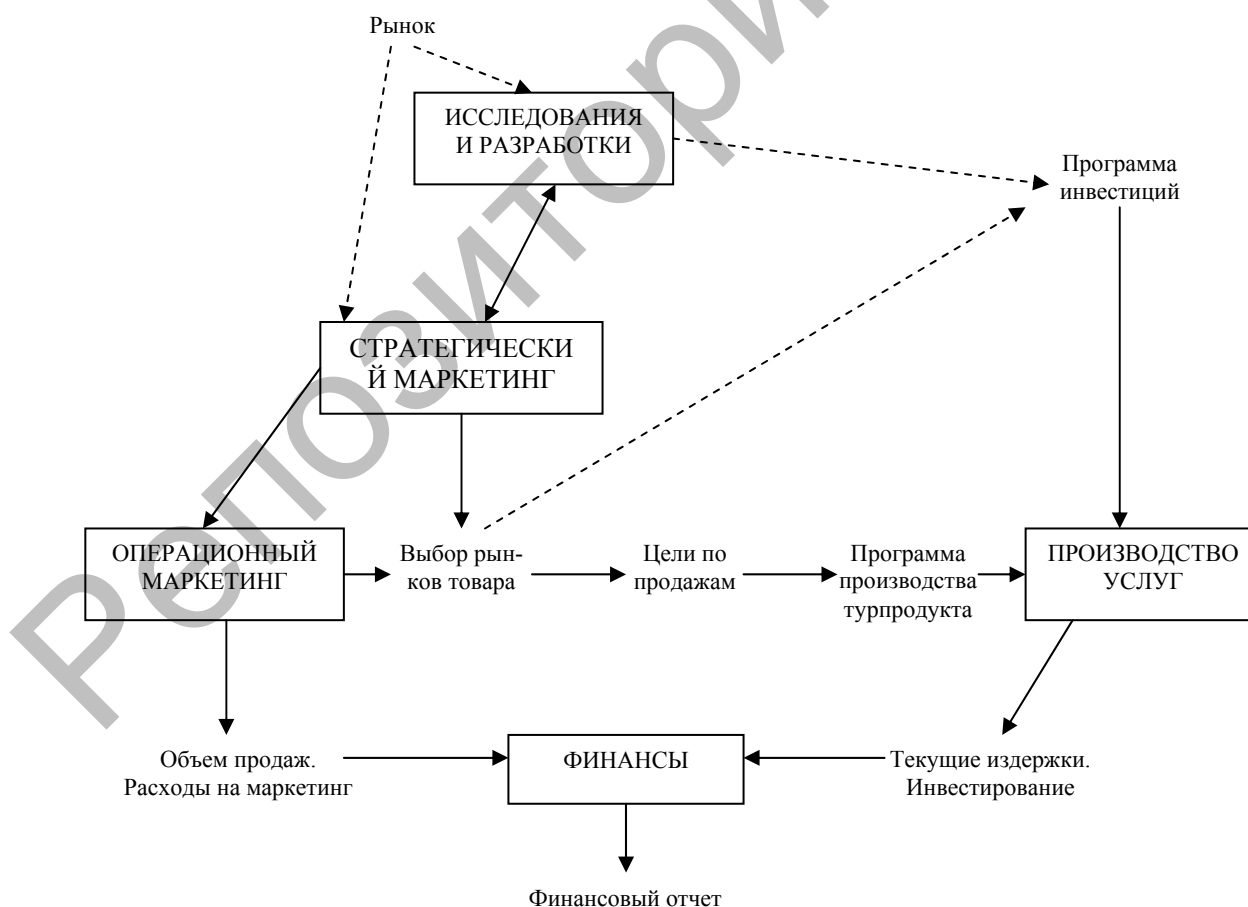 Рынок
ИССЛЕДОВАНИЯ
И РАЗРАБОТКИ
Программа
инвестиций
СТРАТЕГИЧЕСКИ
Й МАРКЕТИНГ
ОПЕРАЦИОННЫЙ
МАРКЕТИНГ
Выбор рын-
ков товара
Цели по
продажам
Программа
производства
турпродукта
ПРОИЗВОДСТВО
УСЛУГ
Объем продаж.
Расходы на маркетинг
ФИНАНСЫ
Текущие издержки.
Инвестирование
Финансовый отчет
Репозитори